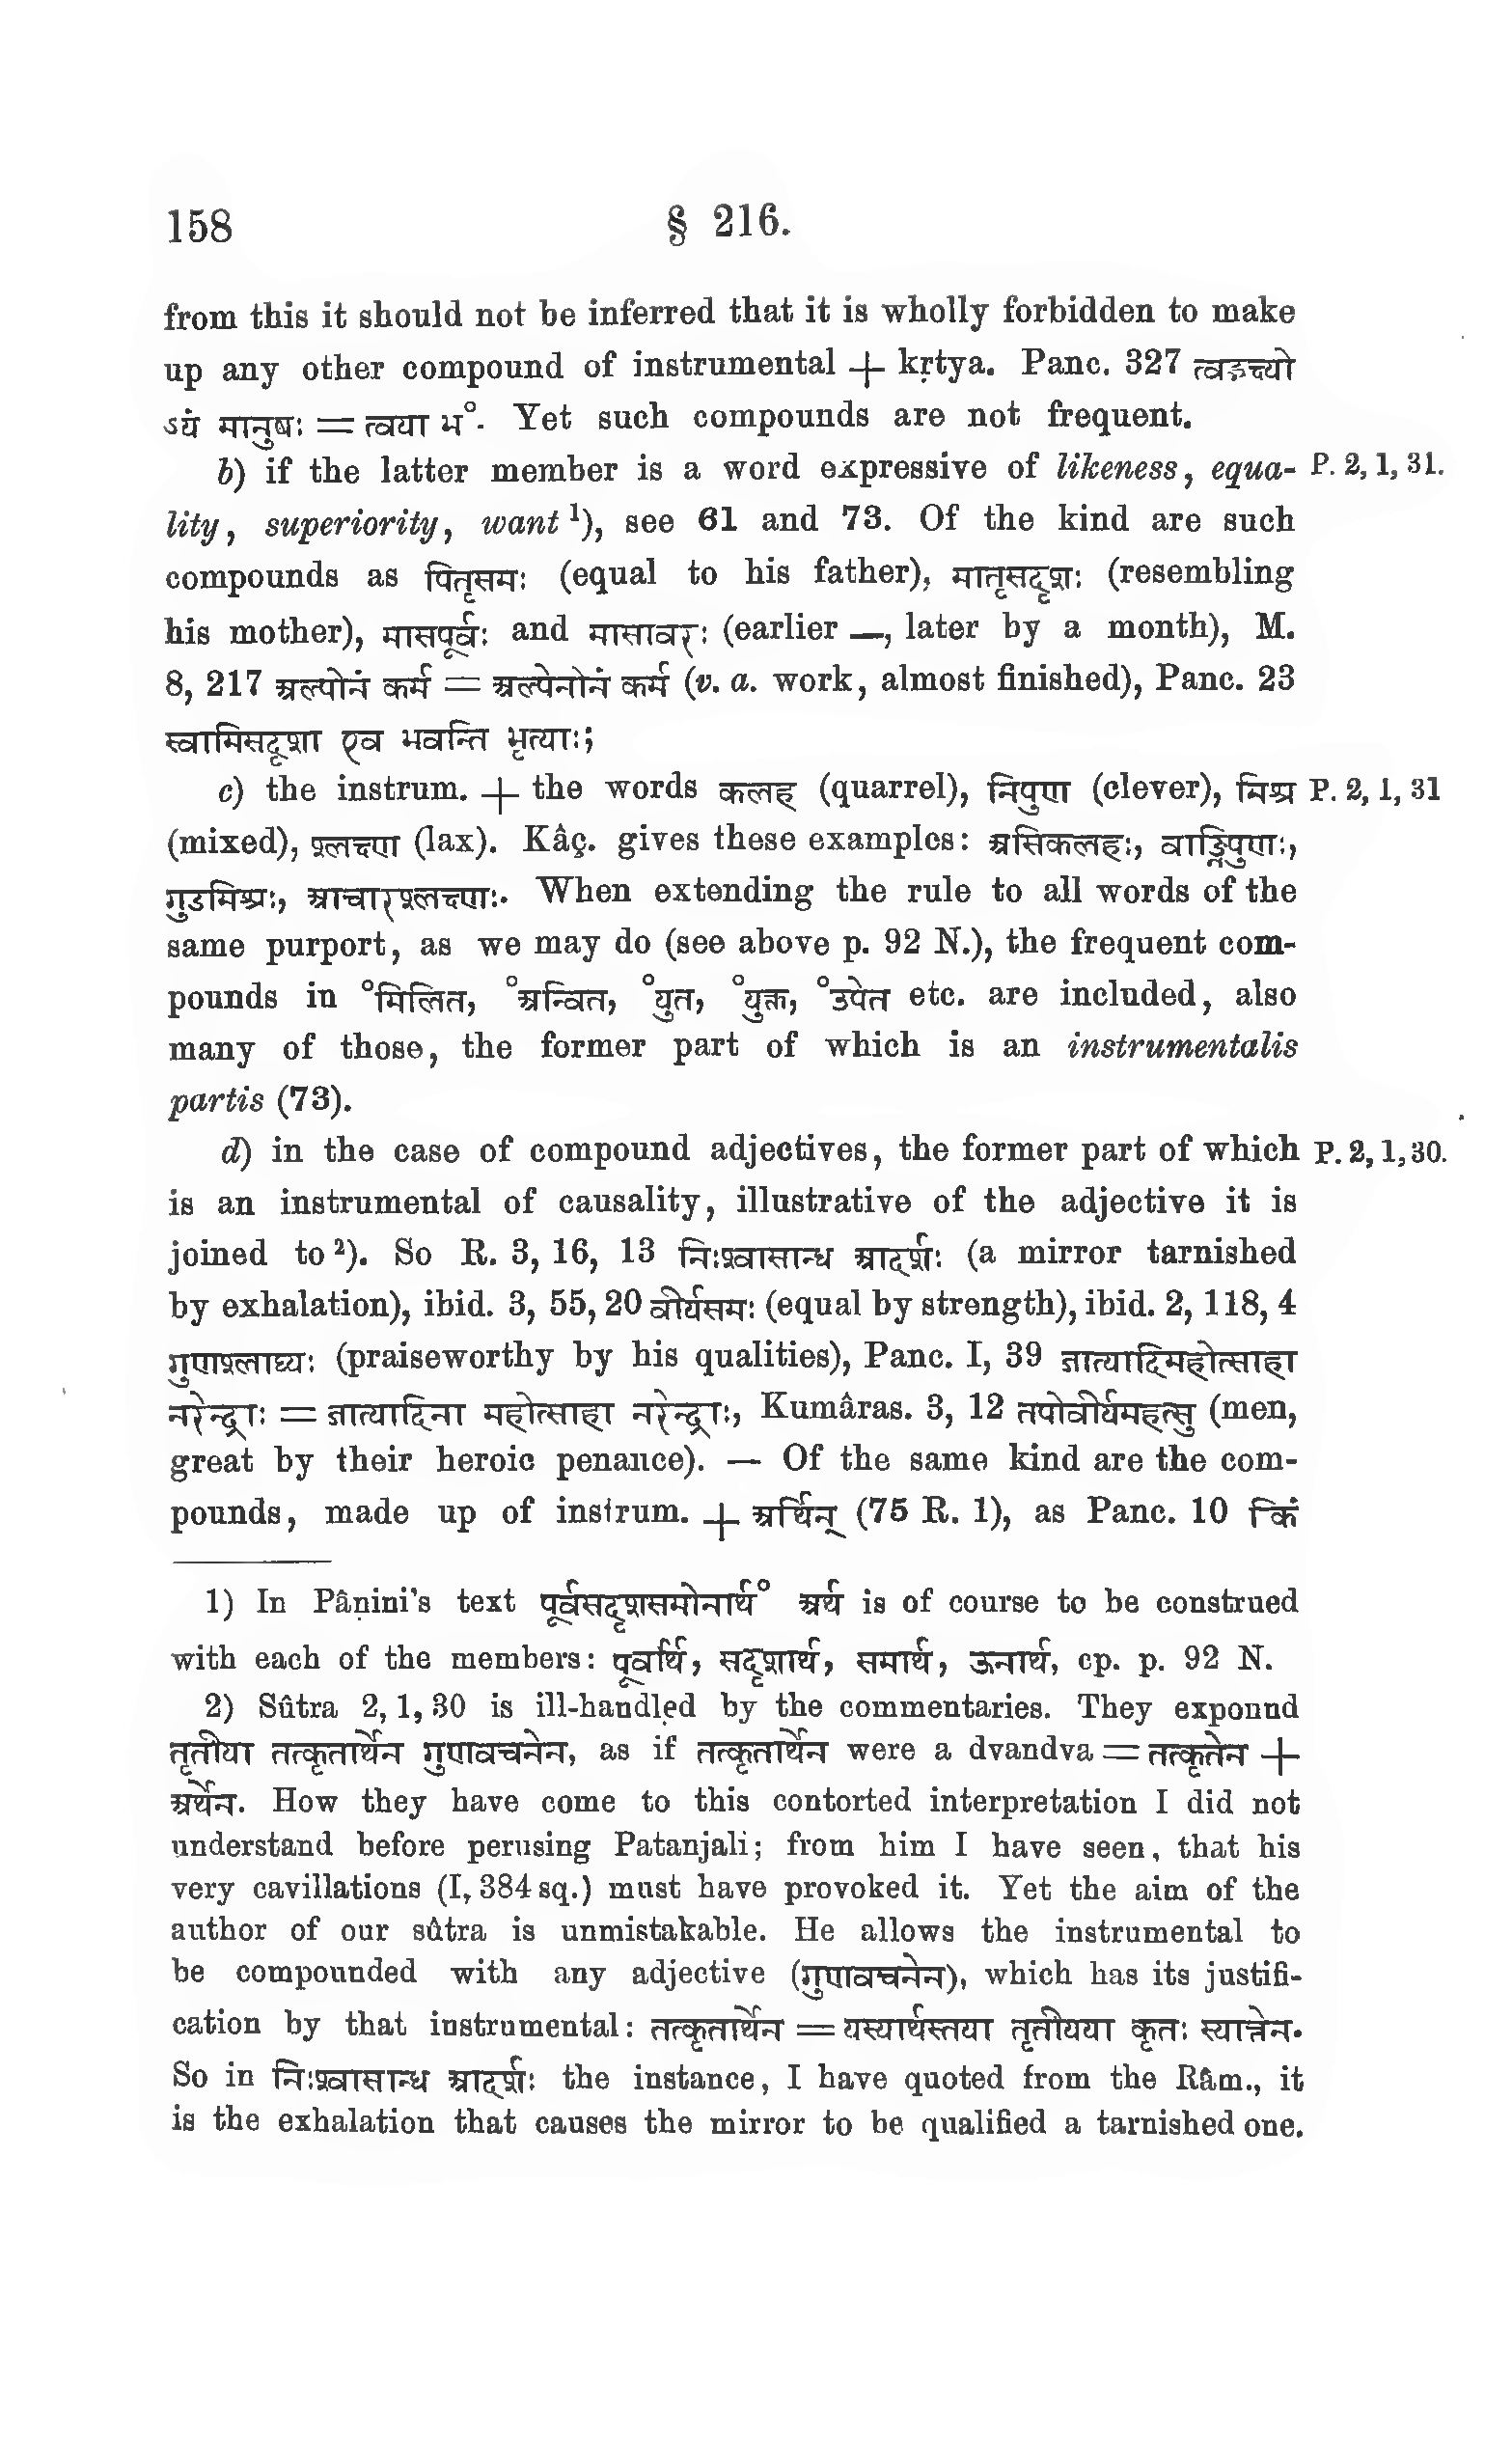 158 § 216.
from this it should not be inferred that it is wholly forbidden to make
up any other compound of instrumental + kṛtya. Panc. 327 त्वद्भक्ष्यो
ऽयं मानुषः = त्वया भ°. Yet such compounds are not frequent.
b) if the latter member is a word expressive of likeness, equa- P. 2, 1, 31.
lity, superiority, want ¹), see 61 and 73. Of the kind are such
compounds as पितृसमः (equal to his father), मातृसदृशः (resembling
his mother), मासपूर्वः and मासावरः (earlier —, later by a month), M.
8, 217 अल्पोनं कर्म = अल्पेनोनं कर्म (v. a. work, almost finished), Panc. 23
स्वामिसदृशा एव भवन्ति भृत्याः;
c) the instrum. + the words कलह (quarrel), निपुण (clever), मिश्र P. 2, 1, 31
(mixed), श्लक्ष्ण (lax). Kâç. gives these examples: असिकलहः, वाङ्निपुणः,
गुडमिश्रः, आचारश्लक्ष्णः. When extending the rule to all words of the
same purport, as we may do (see above p. 92 N.), the frequent com-
pounds in °मिलित, °अन्वित, °युत, °युक्त, °उपेत etc. are included, also
many of those, the former part of which is an instrumentalis
partis (73).
d) in the case of compound adjectives, the former part of which P. 2, 1, 30.
is an instrumental of causality, illustrative of the adjective it is
joined to ²). So R. 3, 16, 13 निःश्वासान्ध आदर्शः (a mirror tarnished
by exhalation), ibid. 3, 55, 20 वीर्यसमः (equal by strength), ibid. 2, 118, 4
गुणश्लाघ्यः (praiseworthy by his qualities), Panc. I, 39 ज्ञात्यादिमहोत्साहा
नरेन्द्राः = ज्ञात्यादिना महोत्साहा नरेन्द्राः, Kumâras. 3, 12 तपोवीर्यमहत्सु (men,
great by their heroic penance). — Of the same kind are the com-
pounds, made up of instrum. + अर्थिन् (75 R. 1), as Panc. 10 किं
1) In Pâṇini's text पूर्वसदृशसमोनार्थ° अर्थ is of course to be construed
with each of the members: पूर्वार्थ, सदृशार्थ, समार्थ, ऊनार्थ, cp. p. 92 N.
2) Sûtra 2, 1, 30 is ill-handled by the commentaries. They expound
तृतीया तत्कृतार्थेन गुणवचनेन, as if तत्कृतार्थेन were a dvandva = तत्कृतेन +
अर्थेन. How they have come to this contorted interpretation I did not
understand before perusing Patanjali; from him I have seen, that his
very cavillations (I, 384 sq.) must have provoked it. Yet the aim of the
author of our sûtra is unmistakable. He allows the instrumental to
be compounded with any adjective (गुणवचनेन), which has its justifi-
cation by that instrumental: तत्कृतार्थेन = यस्यार्थस्तया तृतीयया कृतः स्यात्तेन.
So in निःश्वासान्ध आदर्शः the instance, I have quoted from the Râm., it
is the exhalation that causes the mirror to be qualified a tarnished one.